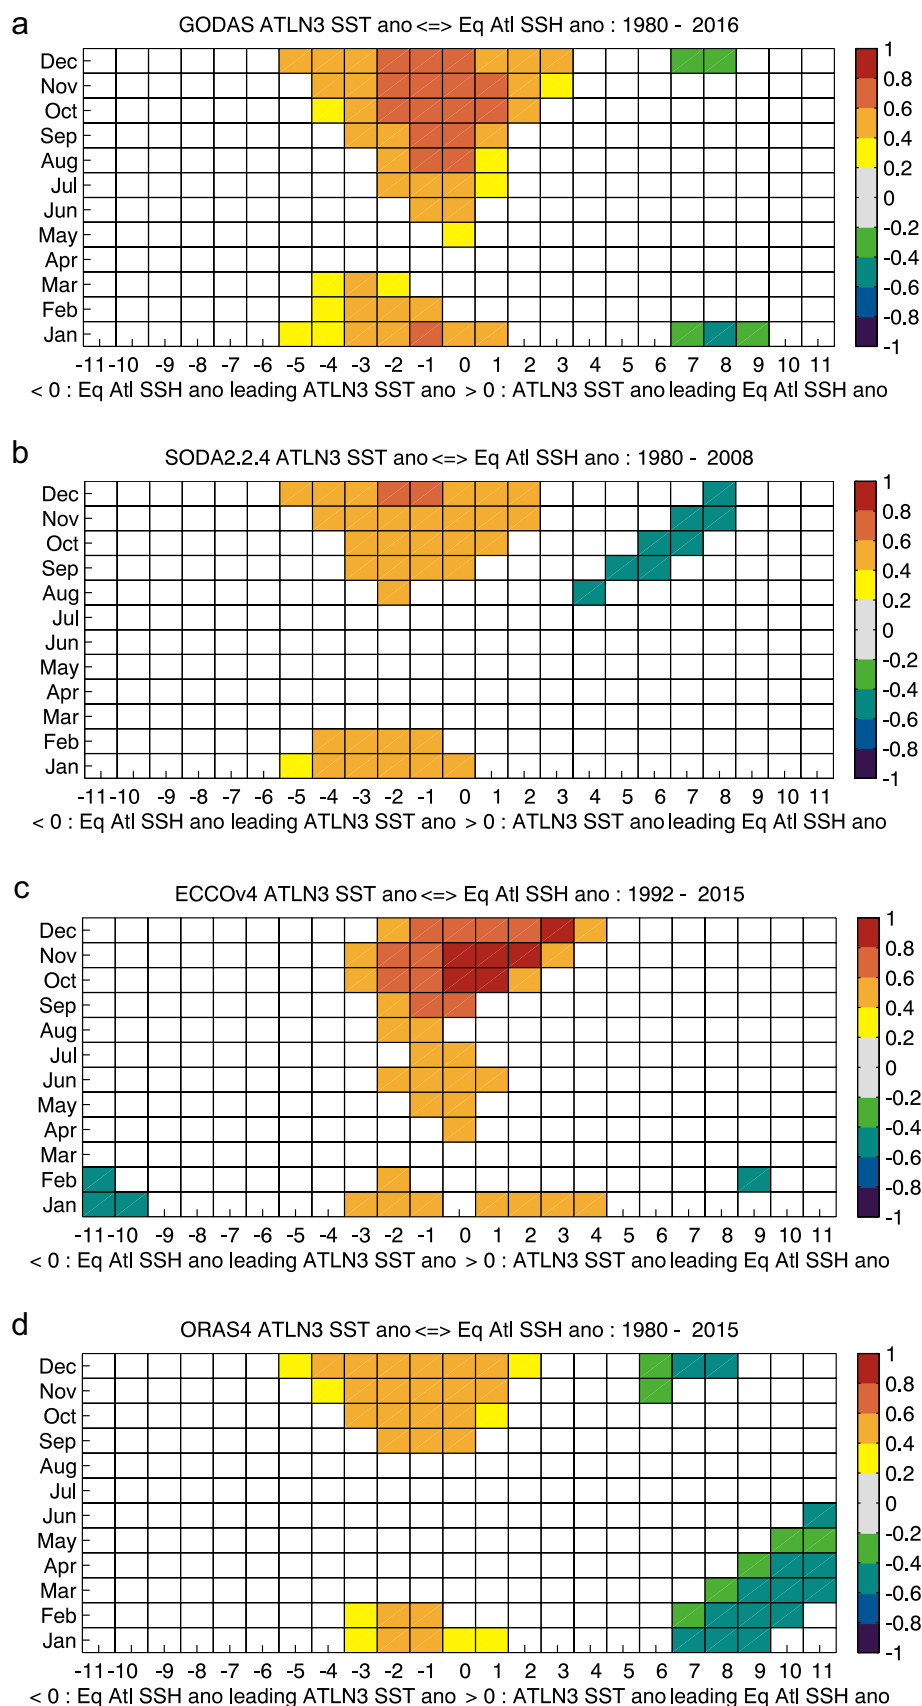 a
GODAS ATLN3 SST ano <=> Eq Atl SSH ano : 1980 - 2016
Dec
Nov
Oct
Sep
Aug
Jul
Jun
May
Apr
Mar
Feb
Jan
-11 -10 -9 -8 -7 -6 -5 -4 -3 -2 -1 0 1 2 3 4 5 6 7 8 9 10 11
< 0 : Eq Atl SSH ano leading ATLN3 SST ano > 0 : ATLN3 SST ano leading Eq Atl SSH ano
1
0.8
0.6
0.4
0.2
0
-0.2
-0.4
-0.6
-0.8
-1
b
SODA2.2.4 ATLN3 SST ano <=> Eq Atl SSH ano : 1980 - 2008
Dec
Nov
Oct
Sep
Aug
Jul
Jun
May
Apr
Mar
Feb
Jan
-11 -10 -9 -8 -7 -6 -5 -4 -3 -2 -1 0 1 2 3 4 5 6 7 8 9 10 11
< 0 : Eq Atl SSH ano leading ATLN3 SST ano > 0 : ATLN3 SST ano leading Eq Atl SSH ano
1
0.8
0.6
0.4
0.2
0
-0.2
-0.4
-0.6
-0.8
-1
c
ECCOv4 ATLN3 SST ano <=> Eq Atl SSH ano : 1992 - 2015
Dec
Nov
Oct
Sep
Aug
Jul
Jun
May
Apr
Mar
Feb
Jan
-11 -10 -9 -8 -7 -6 -5 -4 -3 -2 -1 0 1 2 3 4 5 6 7 8 9 10 11
< 0 : Eq Atl SSH ano leading ATLN3 SST ano > 0 : ATLN3 SST ano leading Eq Atl SSH ano
1
0.8
0.6
0.4
0.2
0
-0.2
-0.4
-0.6
-0.8
-1
d
ORAS4 ATLN3 SST ano <=> Eq Atl SSH ano : 1980 - 2015
Dec
Nov
Oct
Sep
Aug
Jul
Jun
May
Apr
Mar
Feb
Jan
-11 -10 -9 -8 -7 -6 -5 -4 -3 -2 -1 0 1 2 3 4 5 6 7 8 9 10 11
< 0 : Eq Atl SSH ano leading ATLN3 SST ano > 0 : ATLN3 SST ano leading Eq Atl SSH ano
1
0.8
0.6
0.4
0.2
0
-0.2
-0.4
-0.6
-0.8
-1